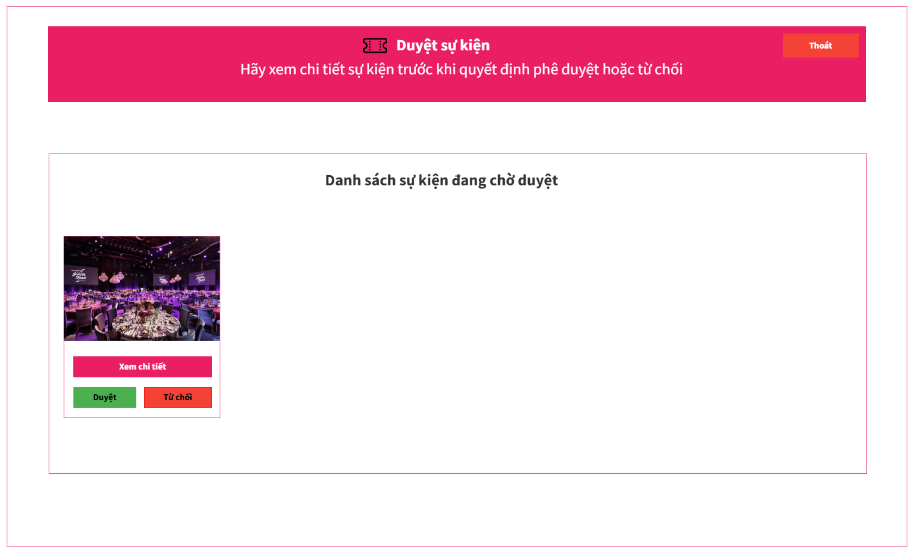 Duyệt sự kiện
Thoát
Hãy xem chi tiết sự kiện trước khi quyết định phê duyệt hoặc từ chối
Danh sách sự kiện đang chờ duyệt
Xem chi tiết
Duyệt
Từ chối